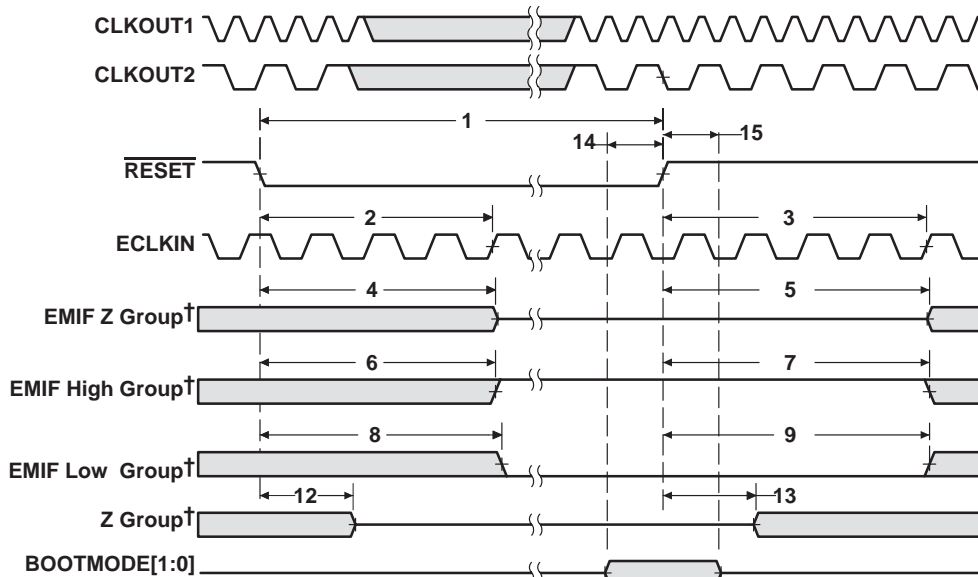 CLKOUT1
CLKOUT2
1
14
15
RESET
2
3
ECLKIN
4
5
EMIF Z Group†
6
7
EMIF High Group†
8
9
EMIF Low Group†
12
13
Z Group†
BOOTMODE[1:0]